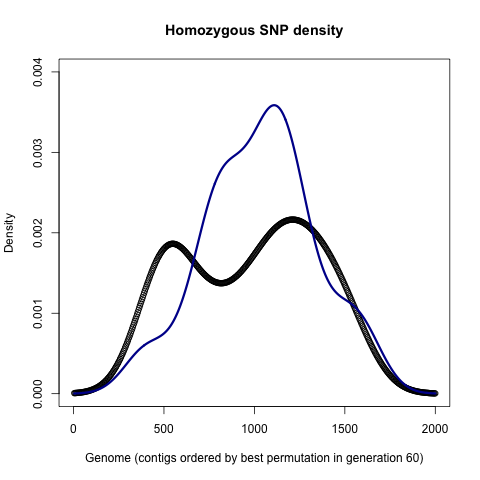 Homozygous SNP density
Density
0.004
0.003
0.002
0.001
0.000
0 500 1000 1500 2000
Genome (contigs ordered by best permutation in generation 60)